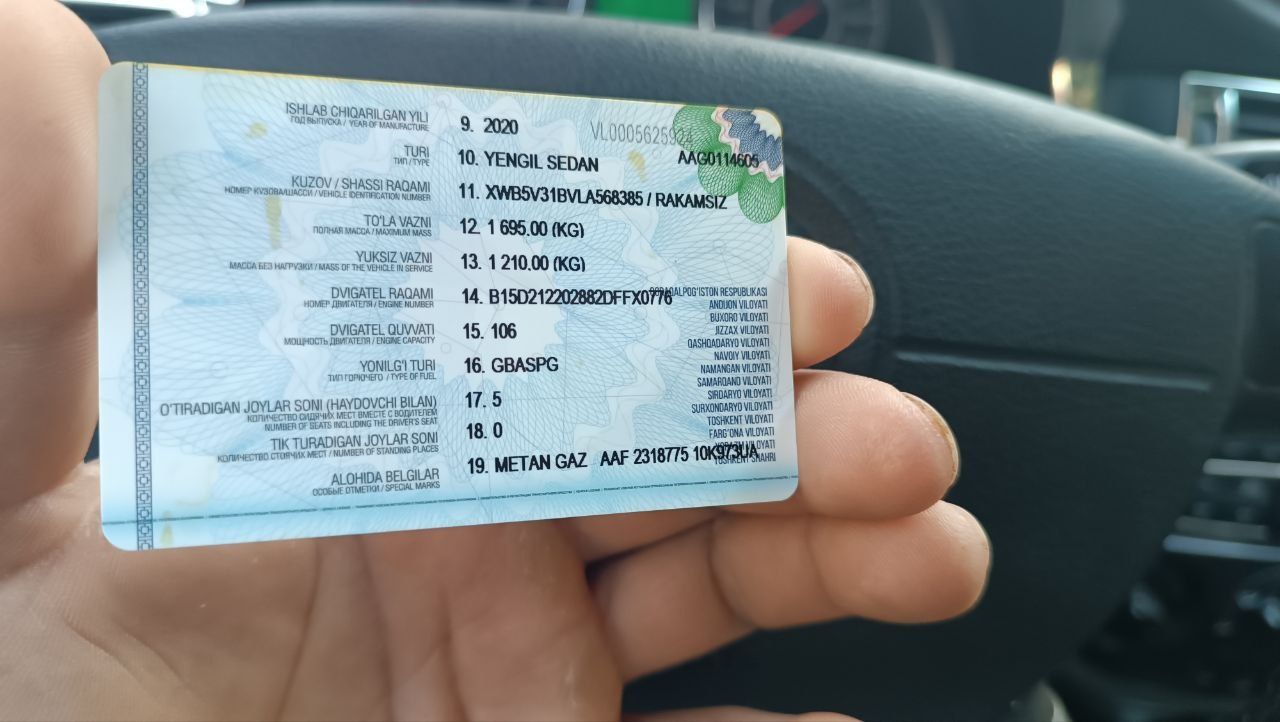 ISHLAB CHIQARILGAN YILI
ГОД ВЫПУСКА / YEAR OF MANUFACTURE
9. 2020
VL0005625924
TURI
ТИП / TYPE
10. YENGIL SEDAN
AAG0114605
KUZOV / SHASSI RAQAMI
НОМЕР КУЗОВА/ШАССИ / VEHICLE IDENTIFICATION NUMBER
11. XWB5V31BVLA568385 / RAKAMSIZ
TO'LA VAZNI
ПОЛНАЯ МАССА / MAXIMUM MASS
12. 1 695.00 (KG)
YUKSIZ VAZNI
МАССА БЕЗ НАГРУЗКИ / MASS OF THE VEHICLE IN SERVICE
13. 1 210.00 (KG)
DVIGATEL RAQAMI
НОМЕР ДВИГАТЕЛЯ / ENGINE NUMBER
14. B15D212202882DFFX0776
DVIGATEL QUVVATI
МОЩНОСТЬ ДВИГАТЕЛЯ / ENGINE CAPACITY
15. 106
YONILG'I TURI
ТИП ГОРЮЧЕГО / TYPE OF FUEL
16. GBASPG
O'TIRADIGAN JOYLAR SONI (HAYDOVCHI BILAN)
КОЛИЧЕСТВО СИДЯЧИХ МЕСТ ВМЕСТЕ С ВОДИТЕЛЕМ
NUMBER OF SEATS INCLUDING THE DRIVER'S SEAT
17. 5
TIK TURADIGAN JOYLAR SONI
КОЛИЧЕСТВО СТОЯЧИХ МЕСТ / NUMBER OF STANDING PLACES
18. 0
ALOHIDA BELGILAR
ОСОБЫЕ ОТМЕТКИ / SPECIAL MARKS
19. METAN GAZ AAF 2318775 10K973UA
QORAQALPOG'ISTON RESPUBLIKASI
ANDIJON VILOYATI
BUXORO VILOYATI
JIZZAX VILOYATI
QASHQADARYO VILOYATI
NAVOIY VILOYATI
NAMANGAN VILOYATI
SAMARQAND VILOYATI
SIRDARYO VILOYATI
SURXONDARYO VILOYATI
TOSHKENT VILOYATI
FARG'ONA VILOYATI
XORAZM VILOYATI
TOSHKENT SHAHRI